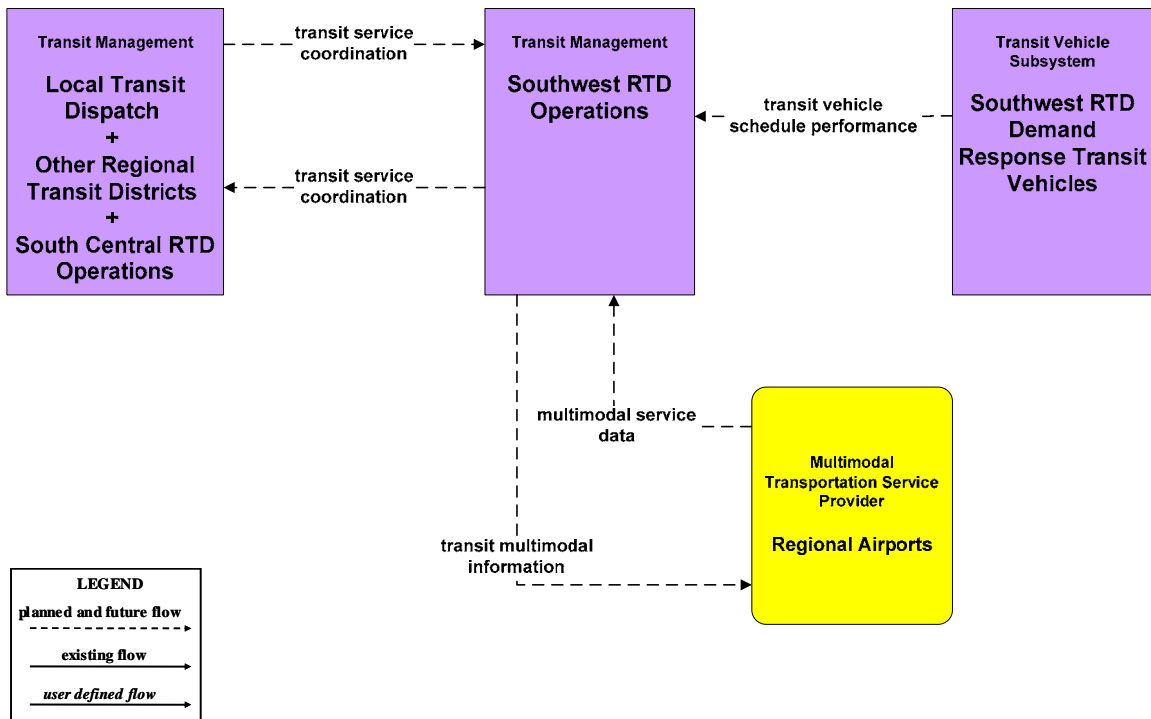 Transit Management
Local Transit
Dispatch
+
Other Regional
Transit Districts
+
South Central RTD
Operations
transit service
coordination
transit service
coordination
Transit Management
Southwest RTD
Operations
transit vehicle
schedule performance
Transit Vehicle
Subsystem
Southwest RTD
Demand
Response Transit
Vehicles
multimodal service
data
transit multimodal
information
Multimodal
Transportation Service
Provider
Regional Airports
LEGEND
planned and future flow
existing flow
user defined flow